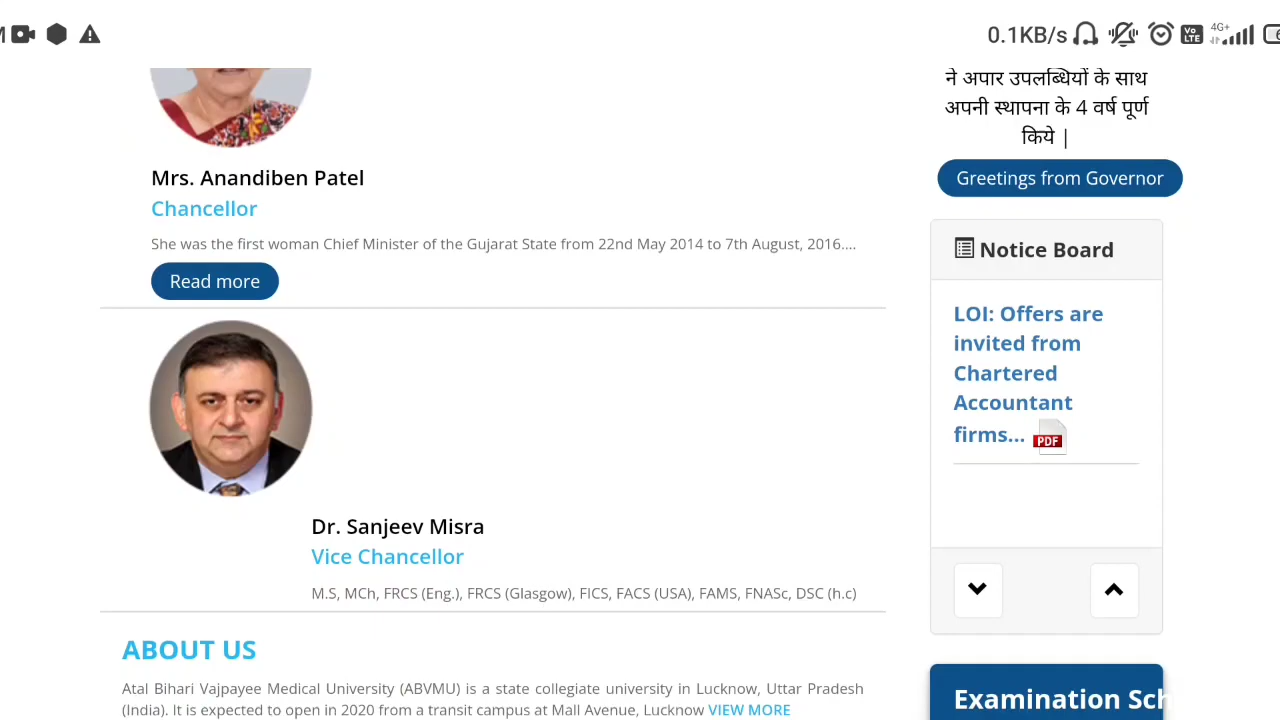 0.1KB/s
4G+
Vo LTE
ने अपार उपलब्धियों के साथ
अपनी स्थापना के 4 वर्ष पूर्ण
किये |
Greetings from Governor
Mrs. Anandiben Patel
Chancellor
She was the first woman Chief Minister of the Gujarat State from 22nd May 2014 to 7th August, 2016....
Read more
Dr. Sanjeev Misra
Vice Chancellor
M.S, MCh, FRCS (Eng.), FRCS (Glasgow), FICS, FACS (USA), FAMS, FNASc, DSC (h.c)
ABOUT US
Atal Bihari Vajpayee Medical University (ABVMU) is a state collegiate university in Lucknow, Uttar Pradesh
(India). It is expected to open in 2020 from a transit campus at Mall Avenue, Lucknow VIEW MORE
Notice Board
LOI: Offers are
invited from
Chartered
Accountant
firms...
PDF
Examination Sch